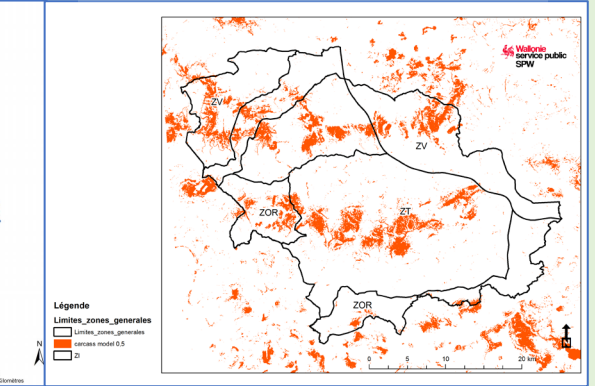 Wallonie
service public
SPW
ZV
ZV
ZOR
ZT
ZOR
Légende
Limites_zones_generales
Limites_zones_generales
carcass model 0,5
ZI
N
N
0 5 10 20 km
Kilomètres